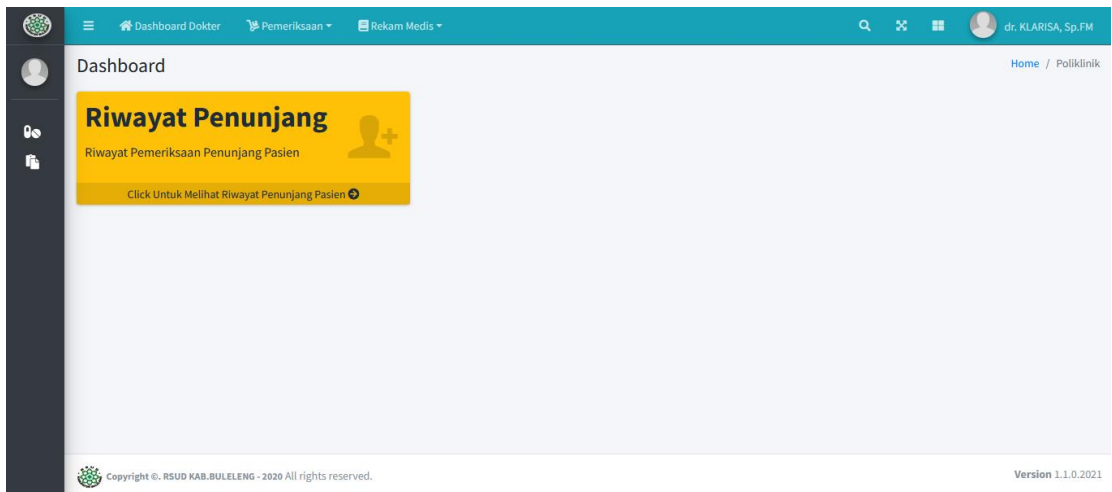 Dashboard Dokter Pemeriksaan Rekam Medis dr. KLARISA, Sp.FM
Dashboard Home / Poliklinik
Riwayat Penunjang
Riwayat Pemeriksaan Penunjang Pasien
Click Untuk Melihat Riwayat Penunjang Pasien
Copyright ©. RSUD KAB.BULELENG - 2020 All rights reserved. Version 1.1.0.2021